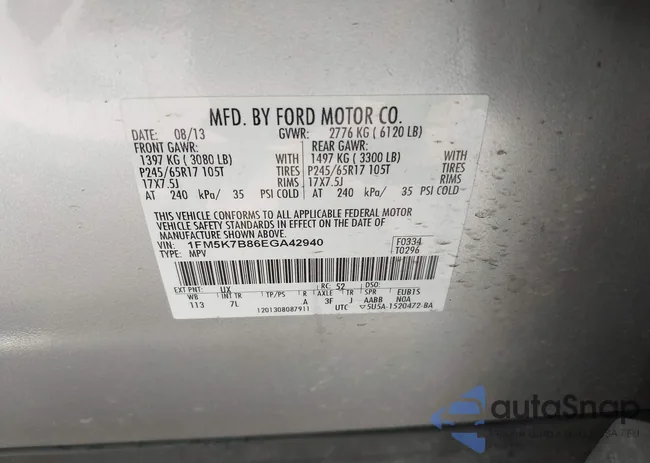 MFD. BY FORD MOTOR CO.
DATE: 08/13 GVWR: 2776 KG ( 6120 LB)
FRONT GAWR: REAR GAWR:
1397 KG ( 3080 LB) WITH 1497 KG ( 3300 LB) WITH
P245/65R17 105T TIRES P245/65R17 105T TIRES
17X7.5J RIMS 17X7.5J RIMS
AT 240 kPa/ 35 PSI COLD AT 240 kPa/ 35 PSI COLD
THIS VEHICLE CONFORMS TO ALL APPLICABLE FEDERAL MOTOR
VEHICLE SAFETY STANDARDS IN EFFECT ON THE DATE OF
MANUFACTURE SHOWN ABOVE.
VIN: 1FM5K7B86EGA42940 F0334
TYPE: MPV T0296
EXT PNT: UX RC: 52 DSO:
WB INT TR TP/PS R AXLE TR SPR EUB1S
113 7L A 3F J AABB NOA
1201308087911 UTC 5U5A-1520472-BA
autoSnap